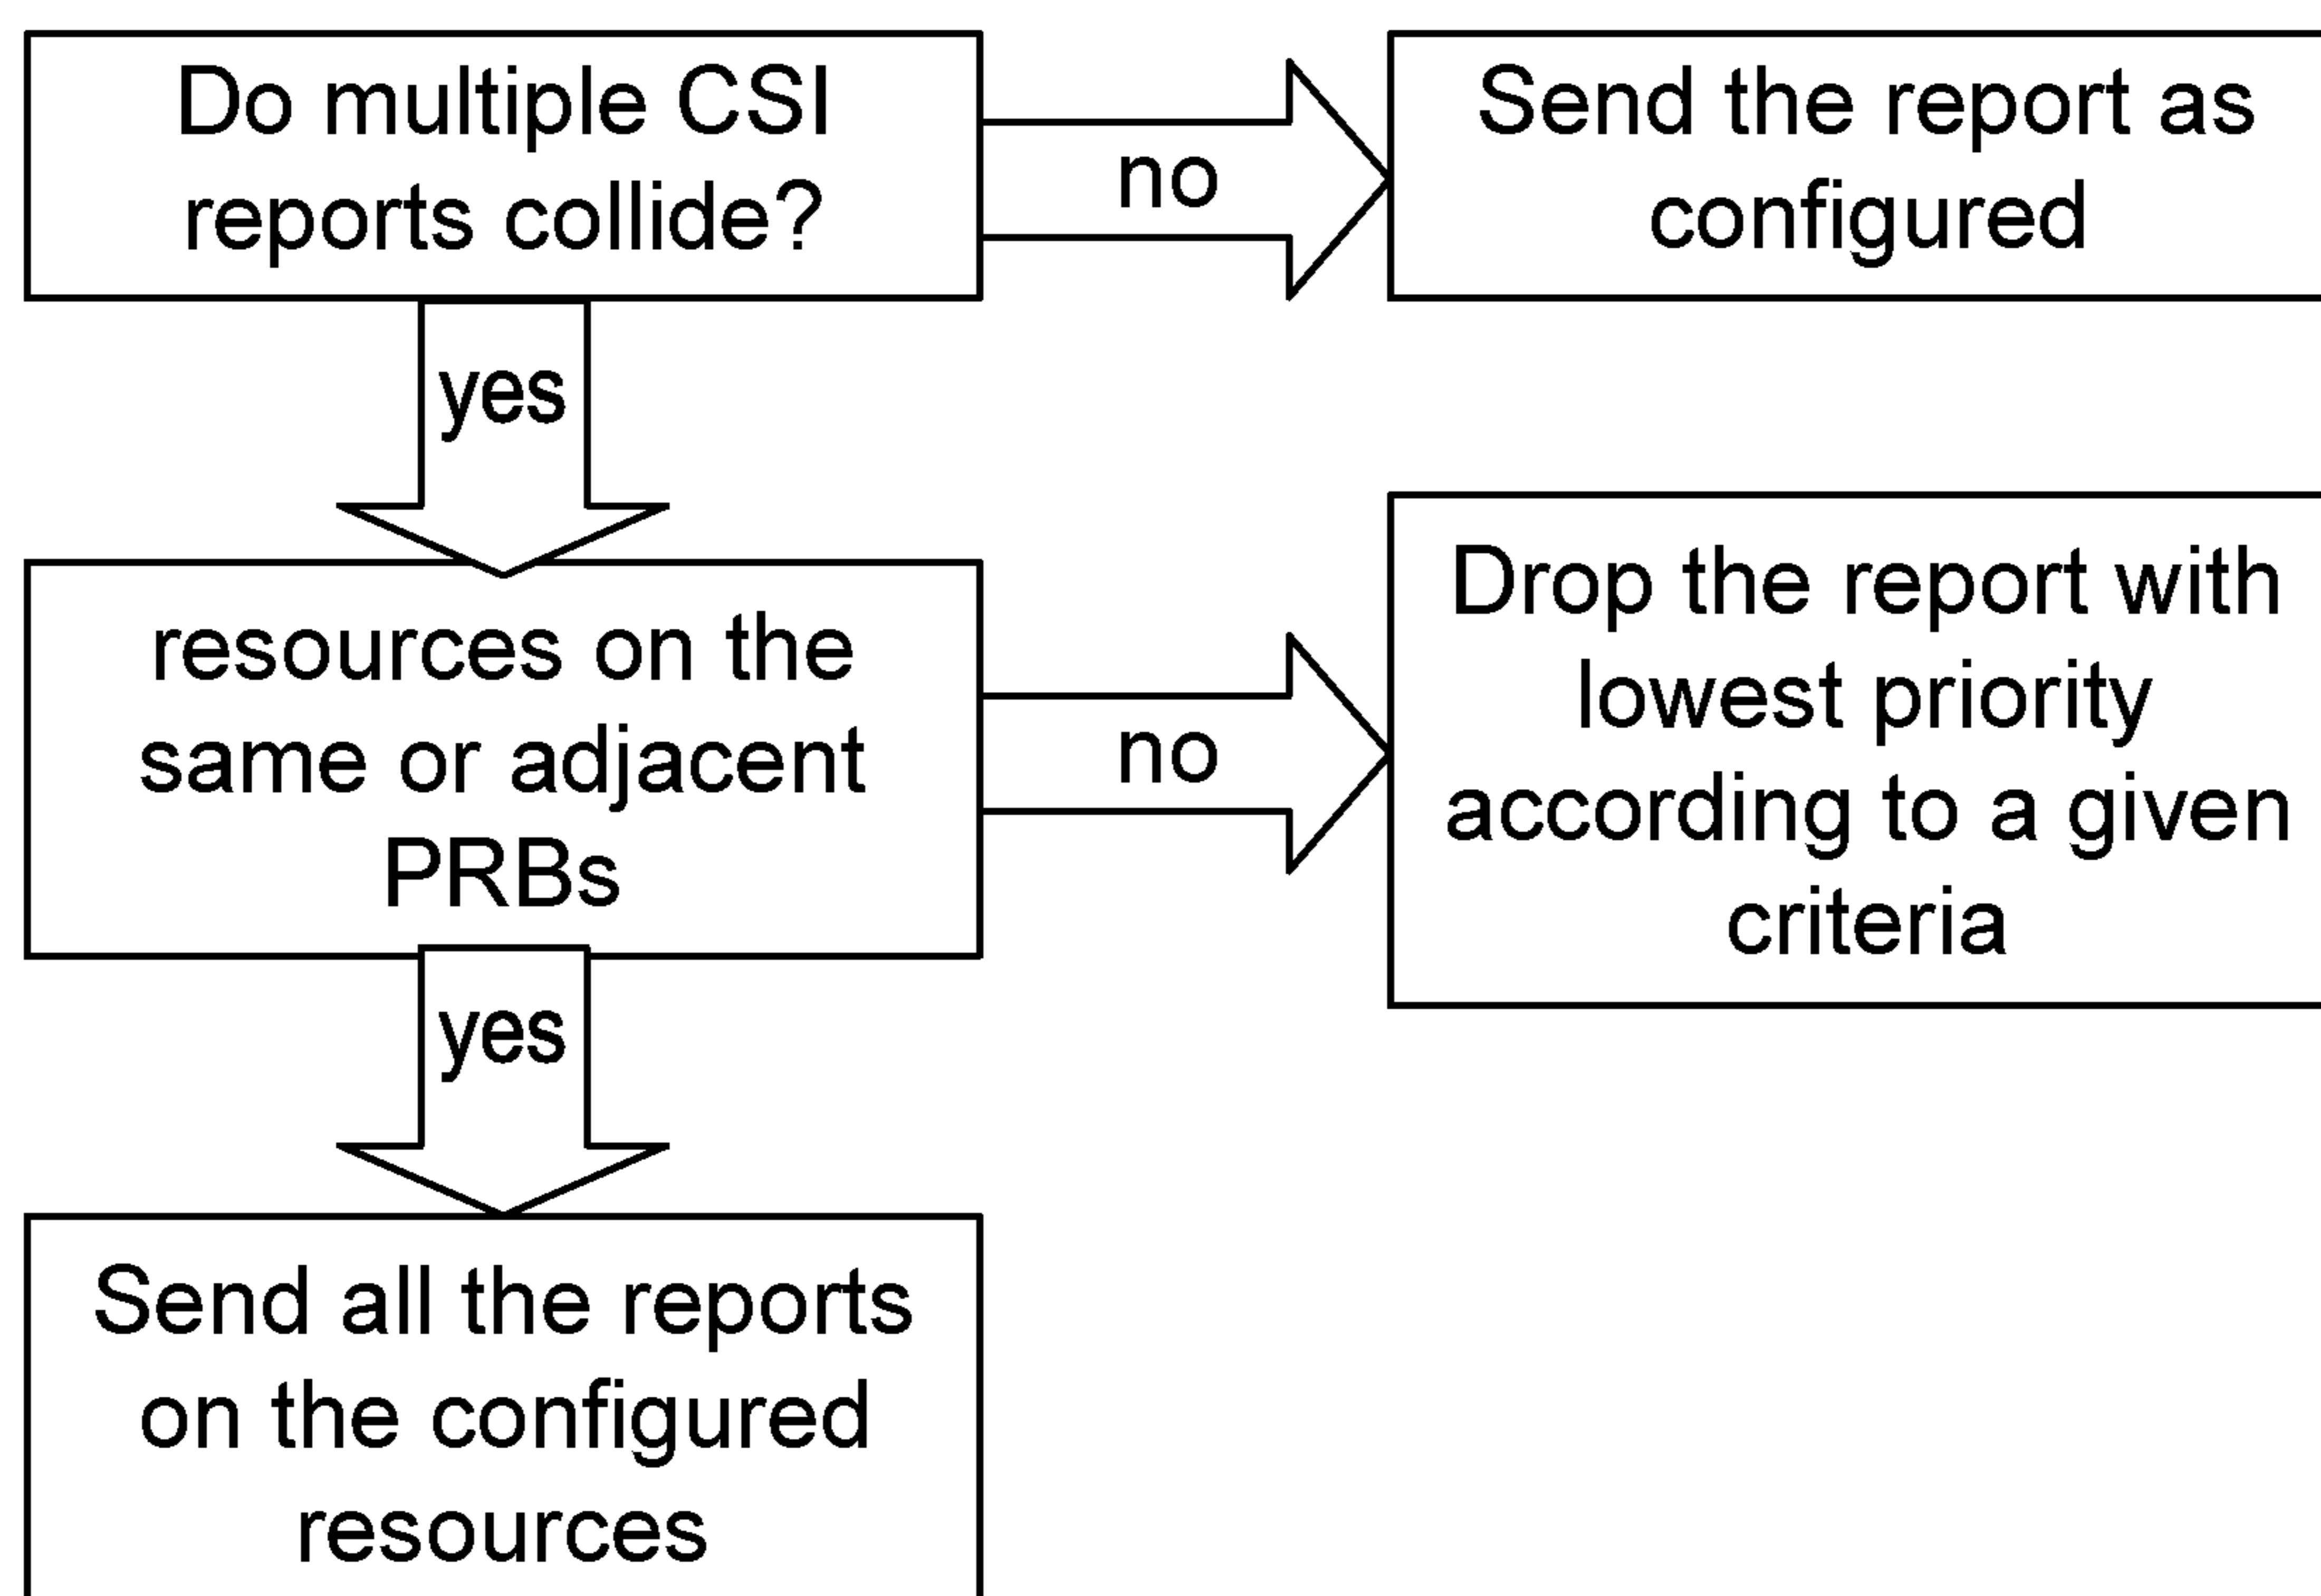 Do multiple CSI
reports collide?
no
Send the report as
configured
yes
resources on the
same or adjacent
PRBs
no
Drop the report with
lowest priority
according to a given
criteria
yes
Send all the reports
on the configured
resources